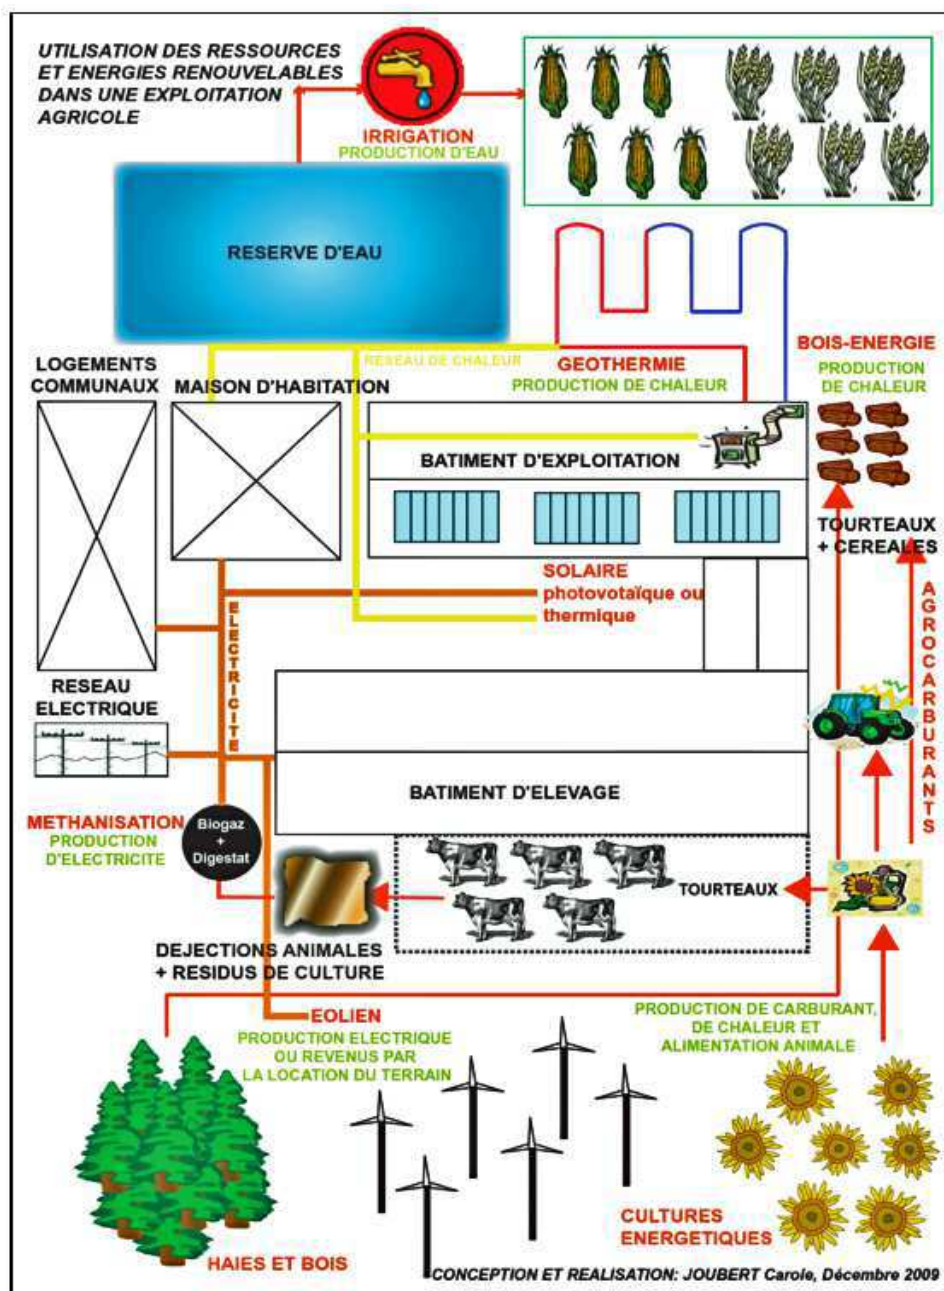 UTILISATION DES RESSOURCES
ET ENERGIES RENOUVELABLES
DANS UNE EXPLOITATION
AGRICOLE
IRRIGATION
PRODUCTION D'EAU
RESERVE D'EAU
RESEAU DE CHALEUR
GEOTHERMIE
PRODUCTION DE CHALEUR
BOIS-ENERGIE
PRODUCTION
DE CHALEUR
LOGEMENTS
COMMUNAUX
MAISON D'HABITATION
BATIMENT D'EXPLOITATION
TOURTEAUX
+ CEREALES
SOLAIRE
photovotaïque ou
thermique
ELECTRICITE
AGROCARBURANTS
RESEAU
ELECTRIQUE
BATIMENT D'ELEVAGE
METHANISATION
PRODUCTION
D'ELECTRICITE
Biogaz
+
Digestat
TOURTEAUX
DEJECTIONS ANIMALES
+ RESIDUS DE CULTURE
EOLIEN
PRODUCTION ELECTRIQUE
OU REVENUS PAR
LA LOCATION DU TERRAIN
PRODUCTION DE CARBURANT,
DE CHALEUR ET
ALIMENTATION ANIMALE
CULTURES
ENERGETIQUES
HAIES ET BOIS
CONCEPTION ET REALISATION: JOUBERT Carole, Décembre 2009